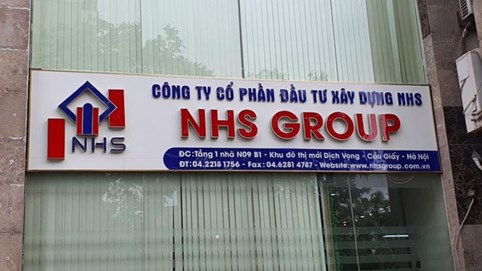 CÔNG TY CỔ PHẦN ĐẦU TƯ XÂY DỰNG NHS
NHS GROUP
NHS
ĐC:Tầng 1 nhà N09 B1 - Khu đô thị mới Dịch Vọng - Cầu Giấy - Hà Nội
ĐT: 04.2218 1756 - Fax: 04.6281 4787 - Website:www.nhsgroup.com.vn